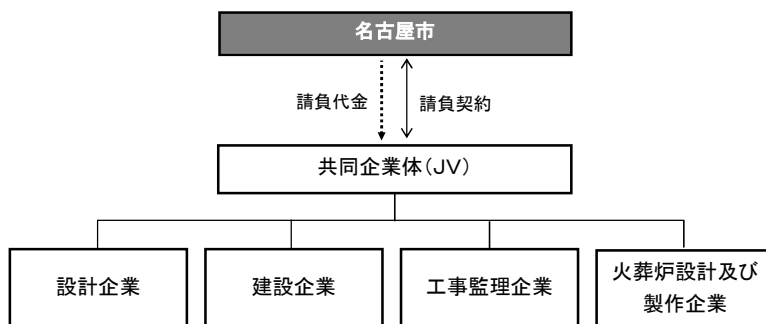 名古屋市
請負代金
請負契約
共同企業体(JV)
設計企業
建設企業
工事監理企業
火葬炉設計及び
製作企業